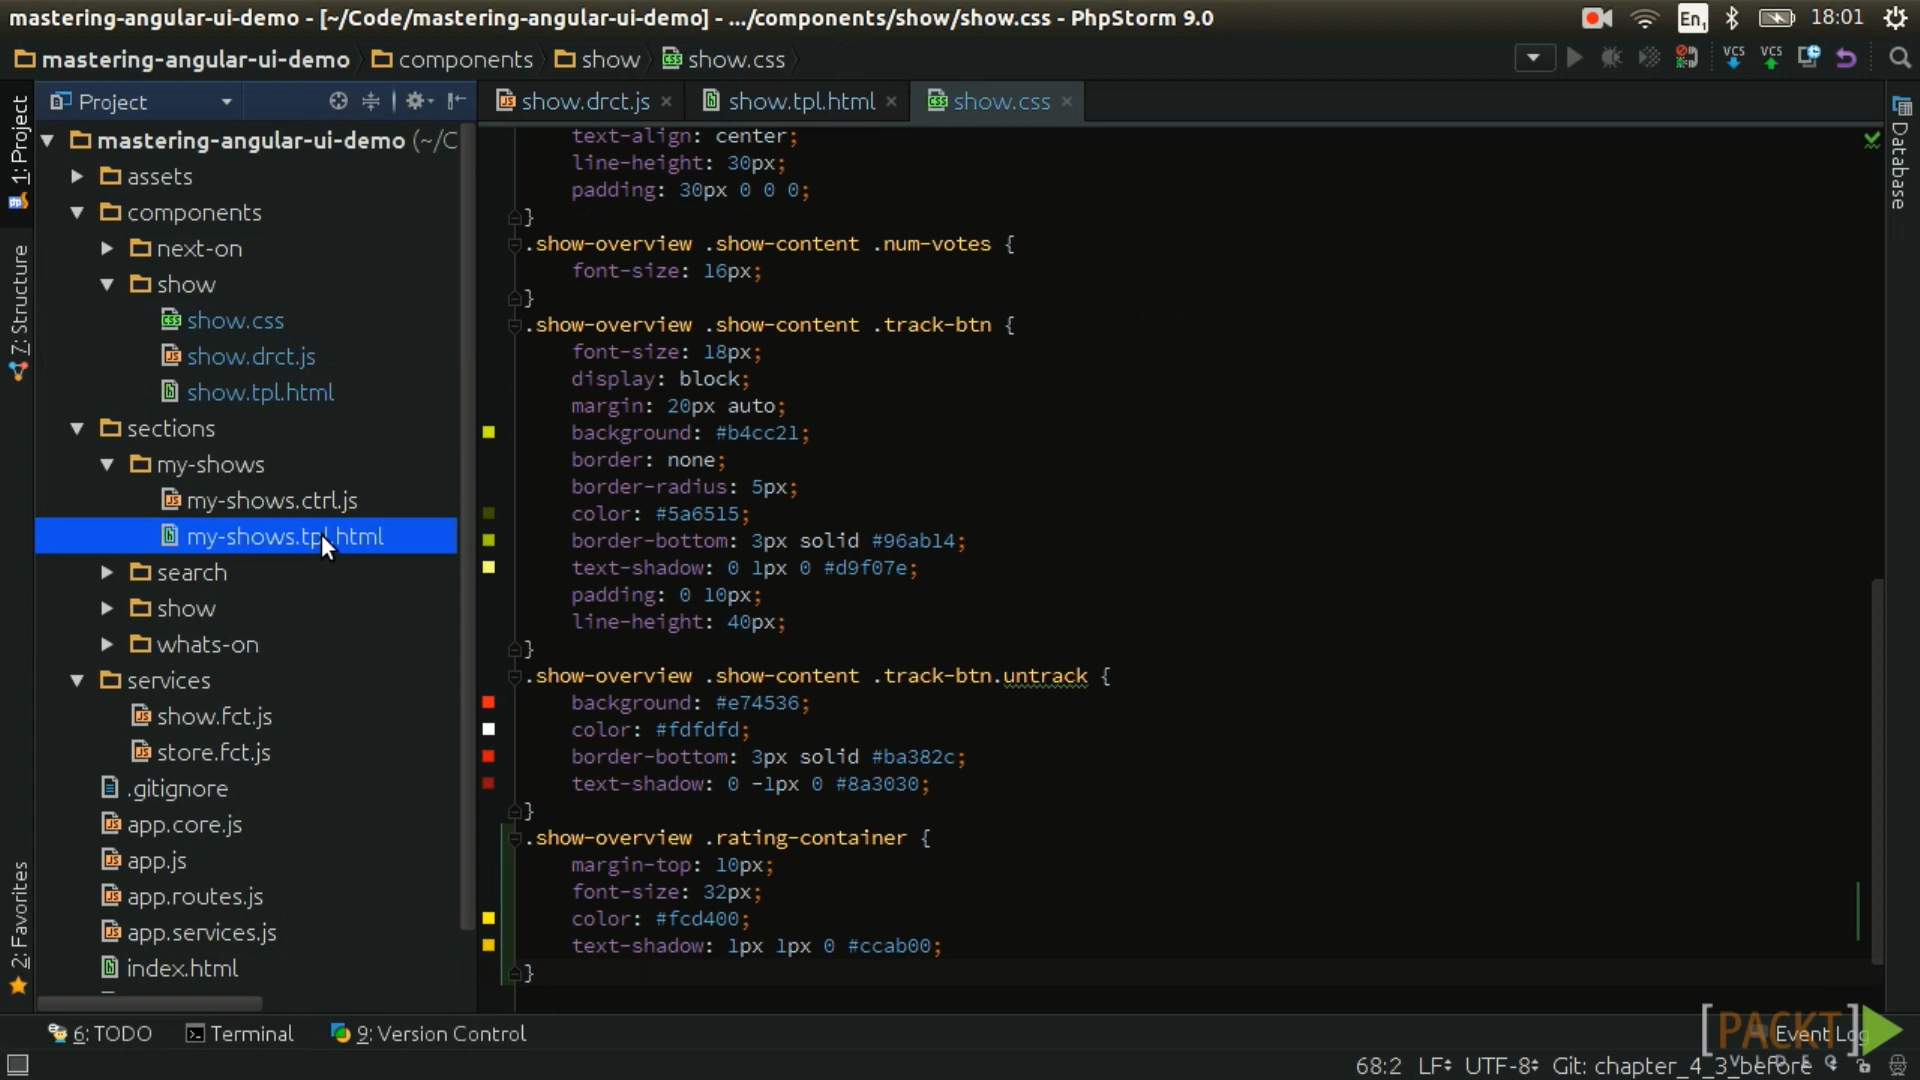 mastering-angular-ui-demo - [~/Code/mastering-angular-ui-demo] - .../components/show/show.css - PhpStorm 9.0
En1
18:01
mastering-angular-ui-demo
components
show
show.css
VCS
VCS
Project
show.drct.js
show.tpl.html
show.css
1: Project
7: Structure
2: Favorites
Database
mastering-angular-ui-demo (~/C
assets
components
next-on
show
show.css
show.drct.js
show.tpl.html
sections
my-shows
my-shows.ctrl.js
my-shows.tpl.html
search
show
whats-on
services
show.fct.js
store.fct.js
.gitignore
app.core.js
app.js
app.routes.js
app.services.js
index.html
text-align: center;
line-height: 30px;
padding: 30px 0 0 0;
}
.show-overview .show-content .num-votes {
font-size: 16px;
}
.show-overview .show-content .track-btn {
font-size: 18px;
display: block;
margin: 20px auto;
background: #b4cc21;
border: none;
border-radius: 5px;
color: #5a6515;
border-bottom: 3px solid #96ab14;
text-shadow: 0 1px 0 #d9f07e;
padding: 0 10px;
line-height: 40px;
}
.show-overview .show-content .track-btn.untrack {
background: #e74536;
color: #fdfdfd;
border-bottom: 3px solid #ba382c;
text-shadow: 0 -1px 0 #8a3030;
}
.show-overview .rating-container {
margin-top: 10px;
font-size: 32px;
color: #fcd400;
text-shadow: 1px 1px 0 #ccab00;
}
6: TODO
Terminal
9: Version Control
Event Log
[PACKT]
VIDEO
68:2 LF÷ UTF-8÷ Git: chapter_4_3_before